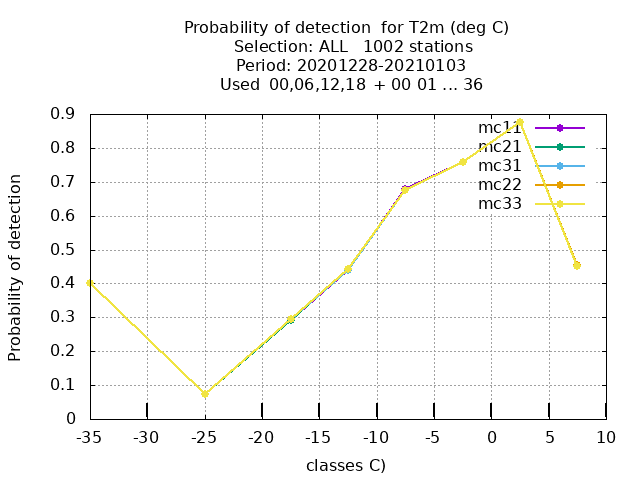 Probability of detection  for T2m (deg C)
Selection: ALL   1002 stations
Period: 20201228-20210103
Used  00,06,12,18  + 00 01 ... 36
Probability of detection
0.9
0.8
0.7
0.6
0.5
0.4
0.3
0.2
0.1
0
mc11
mc21
mc31
mc22
mc33
-35 -30 -25 -20 -15 -10 -5 0 5 10
classes C)